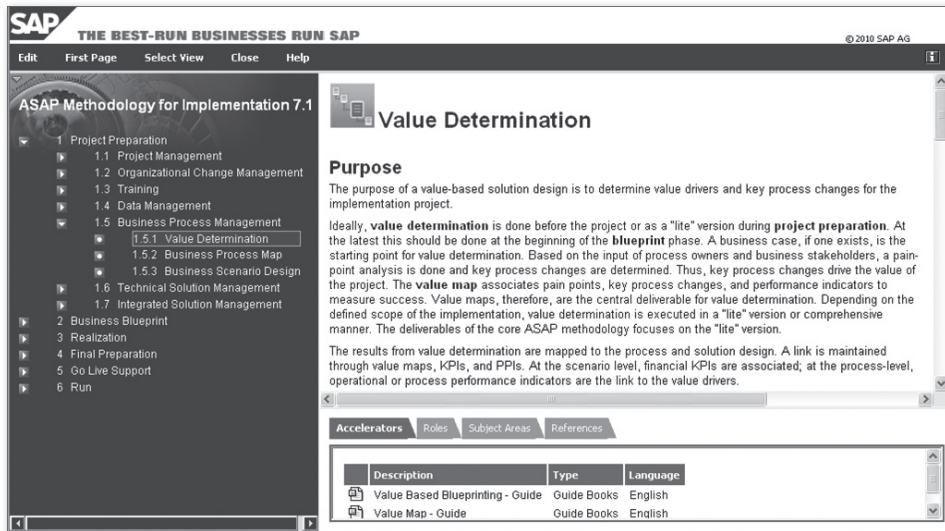 SAP
THE BEST-RUN BUSINESSES RUN SAP
© 2010 SAP AG
Edit First Page Select View Close Help
i
ASAP Methodology for Implementation 7.1
1 Project Preparation
1.1 Project Management
1.2 Organizational Change Management
1.3 Training
1.4 Data Management
1.5 Business Process Management
1.5.1 Value Determination
1.5.2 Business Process Map
1.5.3 Business Scenario Design
1.6 Technical Solution Management
1.7 Integrated Solution Management
2 Business Blueprint
3 Realization
4 Final Preparation
5 Go Live Support
6 Run
Value Determination
Purpose
The purpose of a value-based solution design is to determine value drivers and key process changes for the
implementation project.
Ideally, value determination is done before the project or as a "lite" version during project preparation. At
the latest this should be done at the beginning of the blueprint phase. A business case, if one exists, is the
starting point for value determination. Based on the input of process owners and business stakeholders, a pain-
point analysis is done and key process changes are determined. Thus, key process changes drive the value of
the project. The value map associates pain points, key process changes, and performance indicators to
measure success. Value maps, therefore, are the central deliverable for value determination. Depending on the
defined scope of the implementation, value determination is executed in a "lite" version or comprehensive
manner. The deliverables of the core ASAP methodology focuses on the "lite" version.
The results from value determination are mapped to the process and solution design. A link is maintained
through value maps, KPIs, and PPIs. At the scenario level, financial KPIs are associated; at the process-level,
operational or process performance indicators are the link to the value drivers.
Accelerators Roles Subject Areas References
Description Type Language
Value Based Blueprinting - Guide Guide Books English
Value Map - Guide Guide Books English